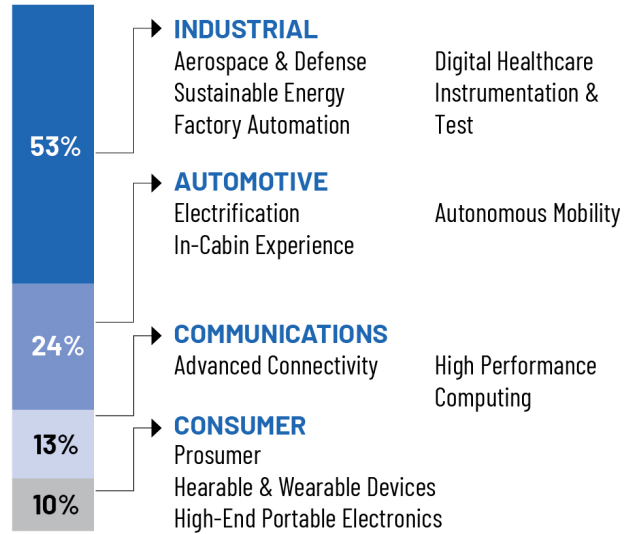 53%
24%
13%
10%
INDUSTRIAL
Aerospace & Defense
Sustainable Energy
Factory Automation
Digital Healthcare
Instrumentation &
Test
AUTOMOTIVE
Electrification
In-Cabin Experience
Autonomous Mobility
COMMUNICATIONS
Advanced Connectivity
High Performance
Computing
CONSUMER
Prosumer
Hearable & Wearable Devices
High-End Portable Electronics